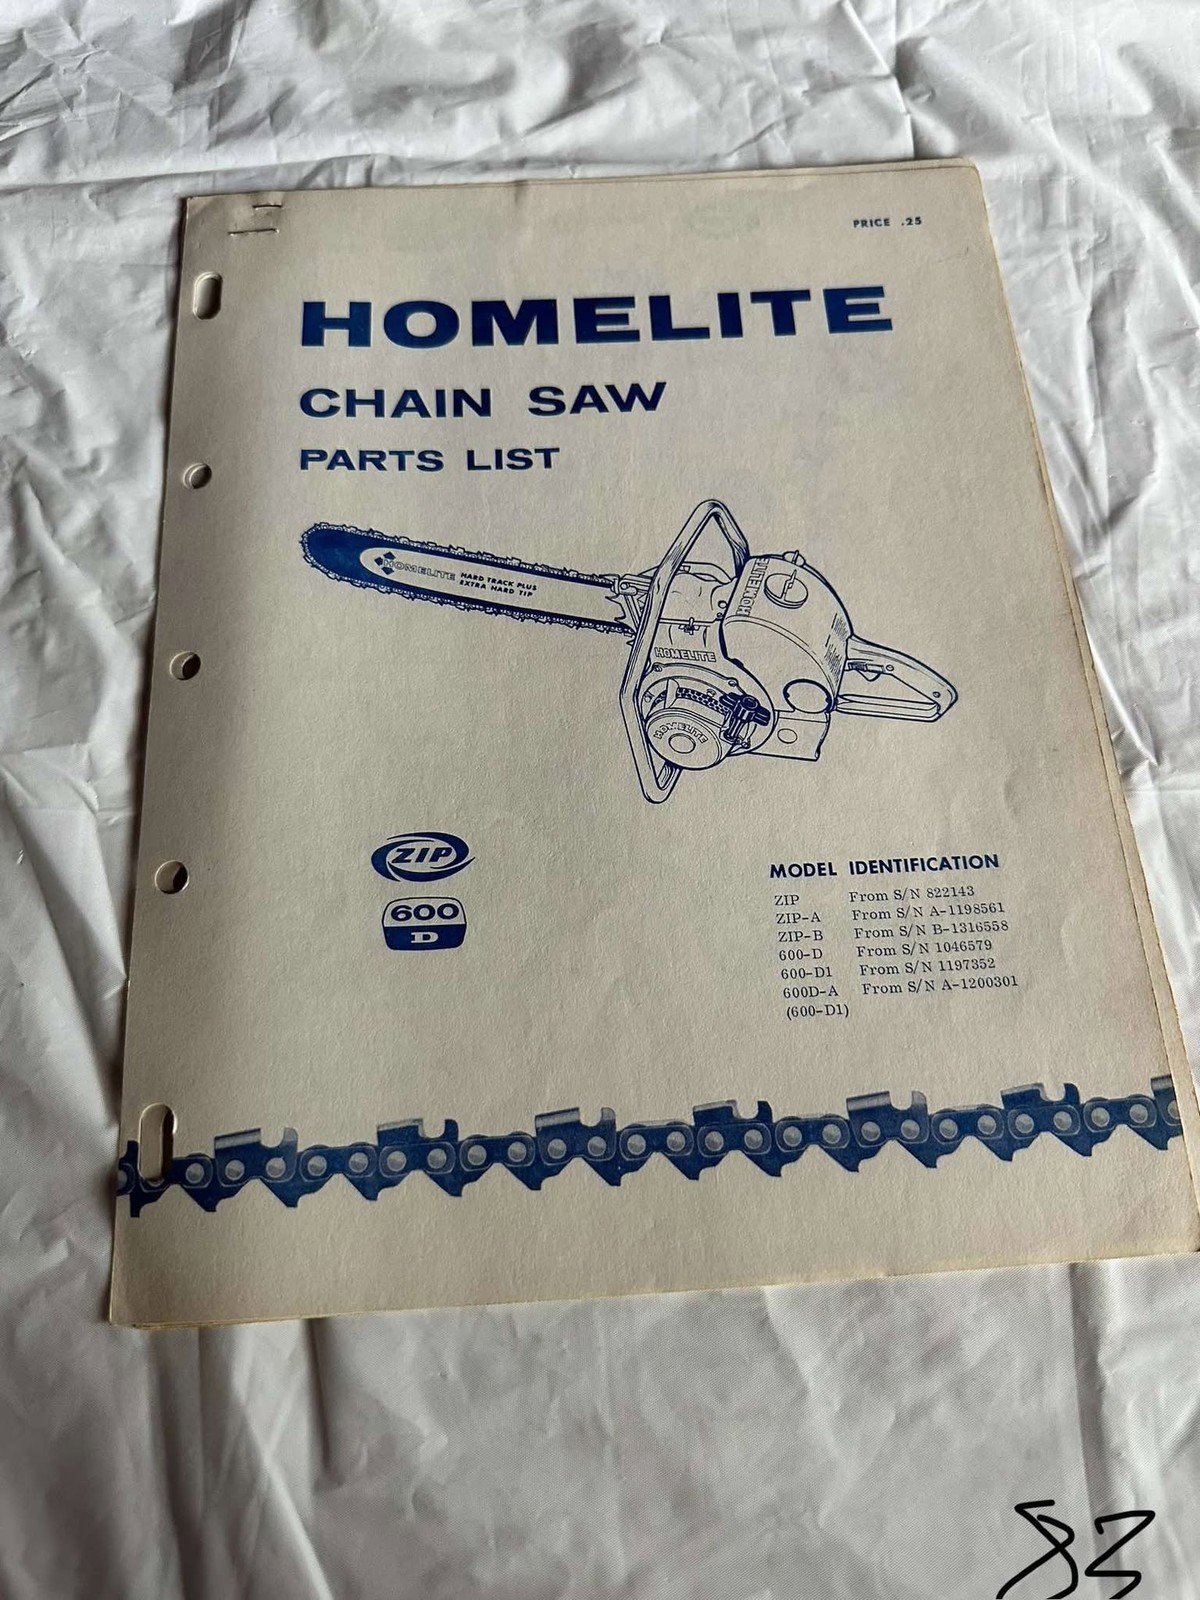 PRICE .25
HOMELITE
CHAIN SAW
PARTS LIST
HOMELITE HARD TRACK PLUS
EXTRA HARD TIP
HOMELITE
HOMELITE
HOMELITE
ZIP
600
D
MODEL IDENTIFICATION
ZIP From S/N 822143
ZIP-A From S/N A-1198561
ZIP-B From S/N B-1316558
600-D From S/N 1046579
600-D1 From S/N 1197352
600D-A From S/N A-1200301
(600-D1)
83